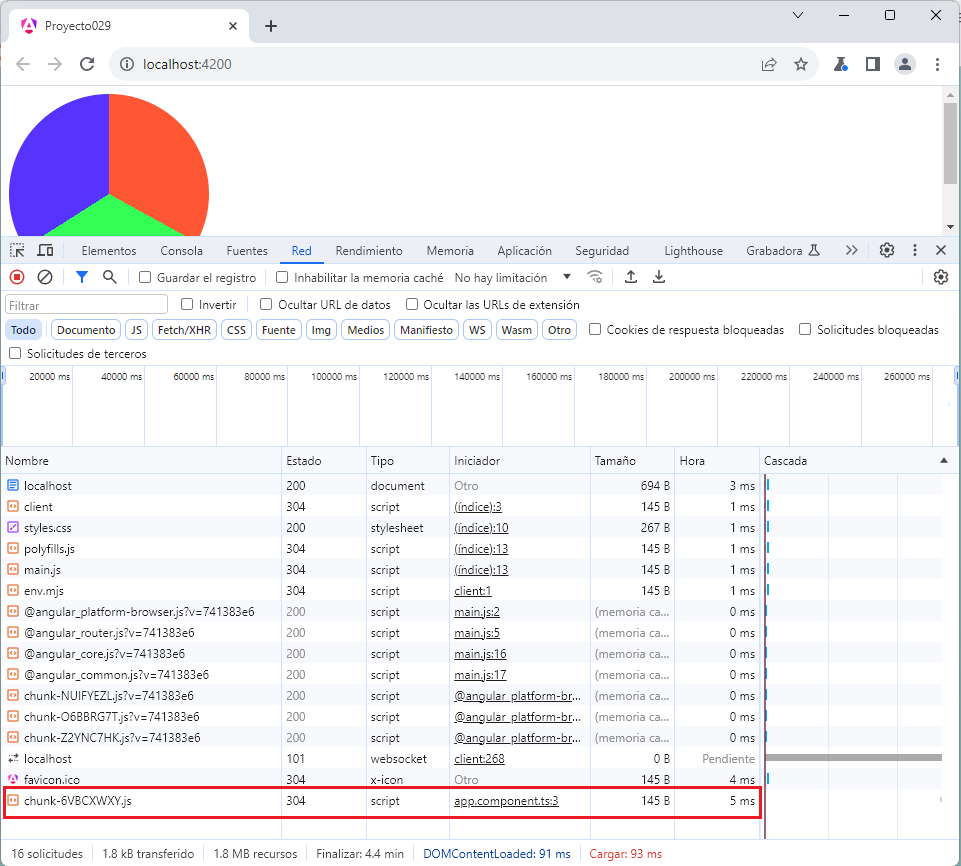 Proyecto029
localhost:4200
Elementos Consola Fuentes Red Rendimiento Memoria Aplicación Seguridad Lighthouse Grabadora
Guardar el registro Inhabilitar la memoria caché No hay limitación
Filtrar Invertir Ocultar URL de datos Ocultar las URLs de extensión
Todo Documento JS Fetch/XHR CSS Fuente Img Medios Manifiesto WS Wasm Otro Cookies de respuesta bloqueadas Solicitudes bloqueadas
Solicitudes de terceros
20000 ms 40000 ms 60000 ms 80000 ms 100000 ms 120000 ms 140000 ms 160000 ms 180000 ms 200000 ms 220000 ms 240000 ms 260000 ms
Nombre Estado Tipo Iniciador Tamaño Hora Cascada
localhost 200 document Otro 694 B 3 ms
client 304 script (índice):3 145 B 1 ms
styles.css 200 stylesheet (índice):10 267 B 1 ms
polyfills.js 304 script (índice):13 145 B 1 ms
main.js 304 script (índice):13 145 B 1 ms
env.mjs 304 script client:1 145 B 1 ms
@angular_platform-browser.js?v=741383e6 200 script main.js:2 (memoria ca... 0 ms
@angular_router.js?v=741383e6 200 script main.js:5 (memoria ca... 0 ms
@angular_core.js?v=741383e6 200 script main.js:16 (memoria ca... 0 ms
@angular_common.js?v=741383e6 200 script main.js:17 (memoria ca... 0 ms
chunk-NUIFYEZL.js?v=741383e6 200 script @angular_platform-br... (memoria ca... 0 ms
chunk-O6BBRG7T.js?v=741383e6 200 script @angular_platform-br... (memoria ca... 0 ms
chunk-Z2YNC7HK.js?v=741383e6 200 script @angular_platform-br... (memoria ca... 0 ms
localhost 101 websocket client:268 0 B Pendiente
favicon.ico 304 x-icon Otro 145 B 4 ms
chunk-6VBCXWXY.js 304 script app.component.ts:3 145 B 5 ms
16 solicitudes 1.8 kB transferido 1.8 MB recursos Finalizar: 4.4 min DOMContentLoaded: 91 ms Cargar: 93 ms